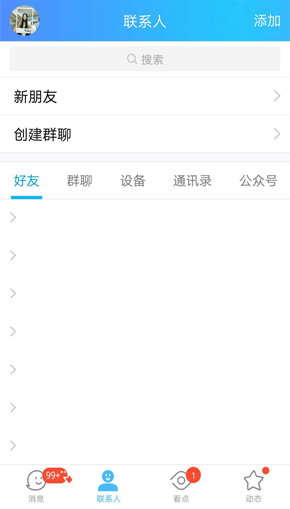 联系人
添加
搜索
新朋友
创建群聊
好友 群聊 设备 通讯录 公众号
99+
1
消息 联系人 看点 动态